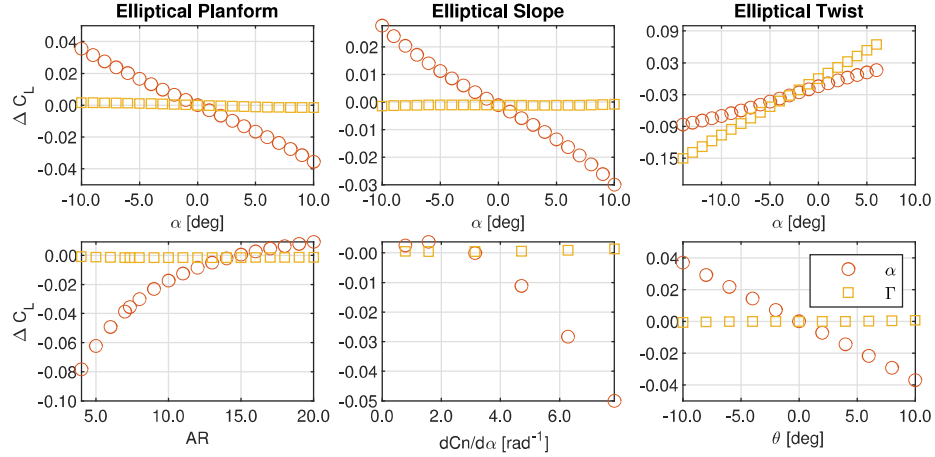 Elliptical Planform
0.04
0.02
0.00
-0.02
-0.04
-10.0 -5.0 0.0 5.0 10.0
α [deg]
Δ C_L
Elliptical Slope
0.03
0.02
0.01
-0.00
-0.01
-0.02
-0.03
-10.0 -5.0 0.0 5.0 10.0
α [deg]
Elliptical Twist
0.09
0.03
-0.03
-0.09
-0.15
-10.0 -5.0 0.0 5.0 10.0
α [deg]
-0.00
-0.02
-0.04
-0.06
-0.08
-0.10
5.0 10.0 15.0 20.0
AR
Δ C_L
-0.00
-0.01
-0.02
-0.03
-0.04
-0.05
0.0 2.0 4.0 6.0
dCn/dα [rad⁻¹]
0.04
0.02
0.00
-0.02
-0.04
-10.0 -5.0 0.0 5.0 10.0
θ [deg]
α
Γ